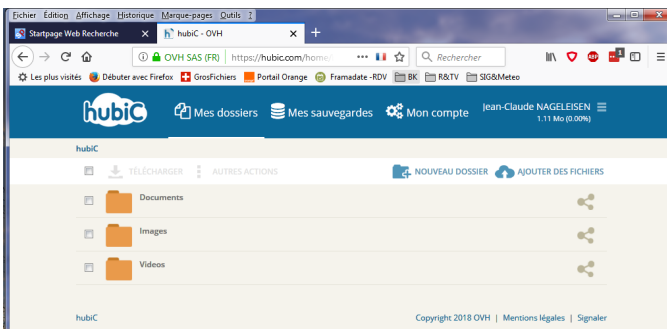 Fichier Édition Affichage Historique Marque-pages Outils ?
Startpage Web Recherche hubiC - OVH
OVH SAS (FR) https://hubic.com/home/ Rechercher 1
Les plus visités Débuter avec Firefox GrosFichiers Portail Orange Framadate -RDV BK R&TV SIG&Meteo
hubiC Mes dossiers Mes sauvegardes Mon compte Jean-Claude NAGELEISEN
1.11 Mo (0.00%)
hubiC
TÉLÉCHARGER AUTRES ACTIONS NOUVEAU DOSSIER AJOUTER DES FICHIERS
Documents
Images
Videos
hubiC Copyright 2018 OVH | Mentions légales | Signaler